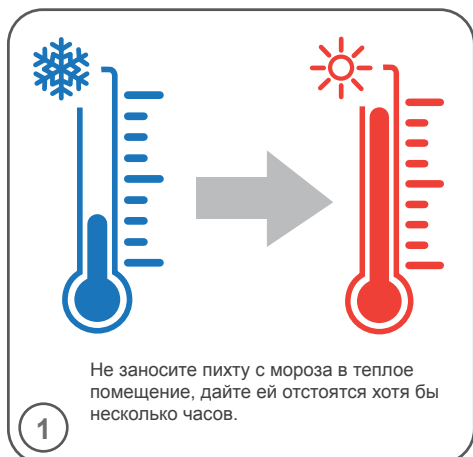 Не заносите пихту с мороза в теплое
помещение, дайте ей отстоятся хотя бы
несколько часов.
1